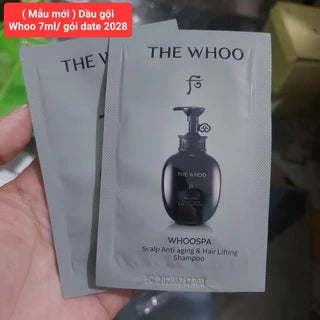 ( Mẫu mới ) Dầu gội
Whoo 7ml/ gói date 2028
THE WHOO
THE WHOO
THE WHOO
WHOOSPA
Scalp Anti-aging & Hair Lifting
Shampoo